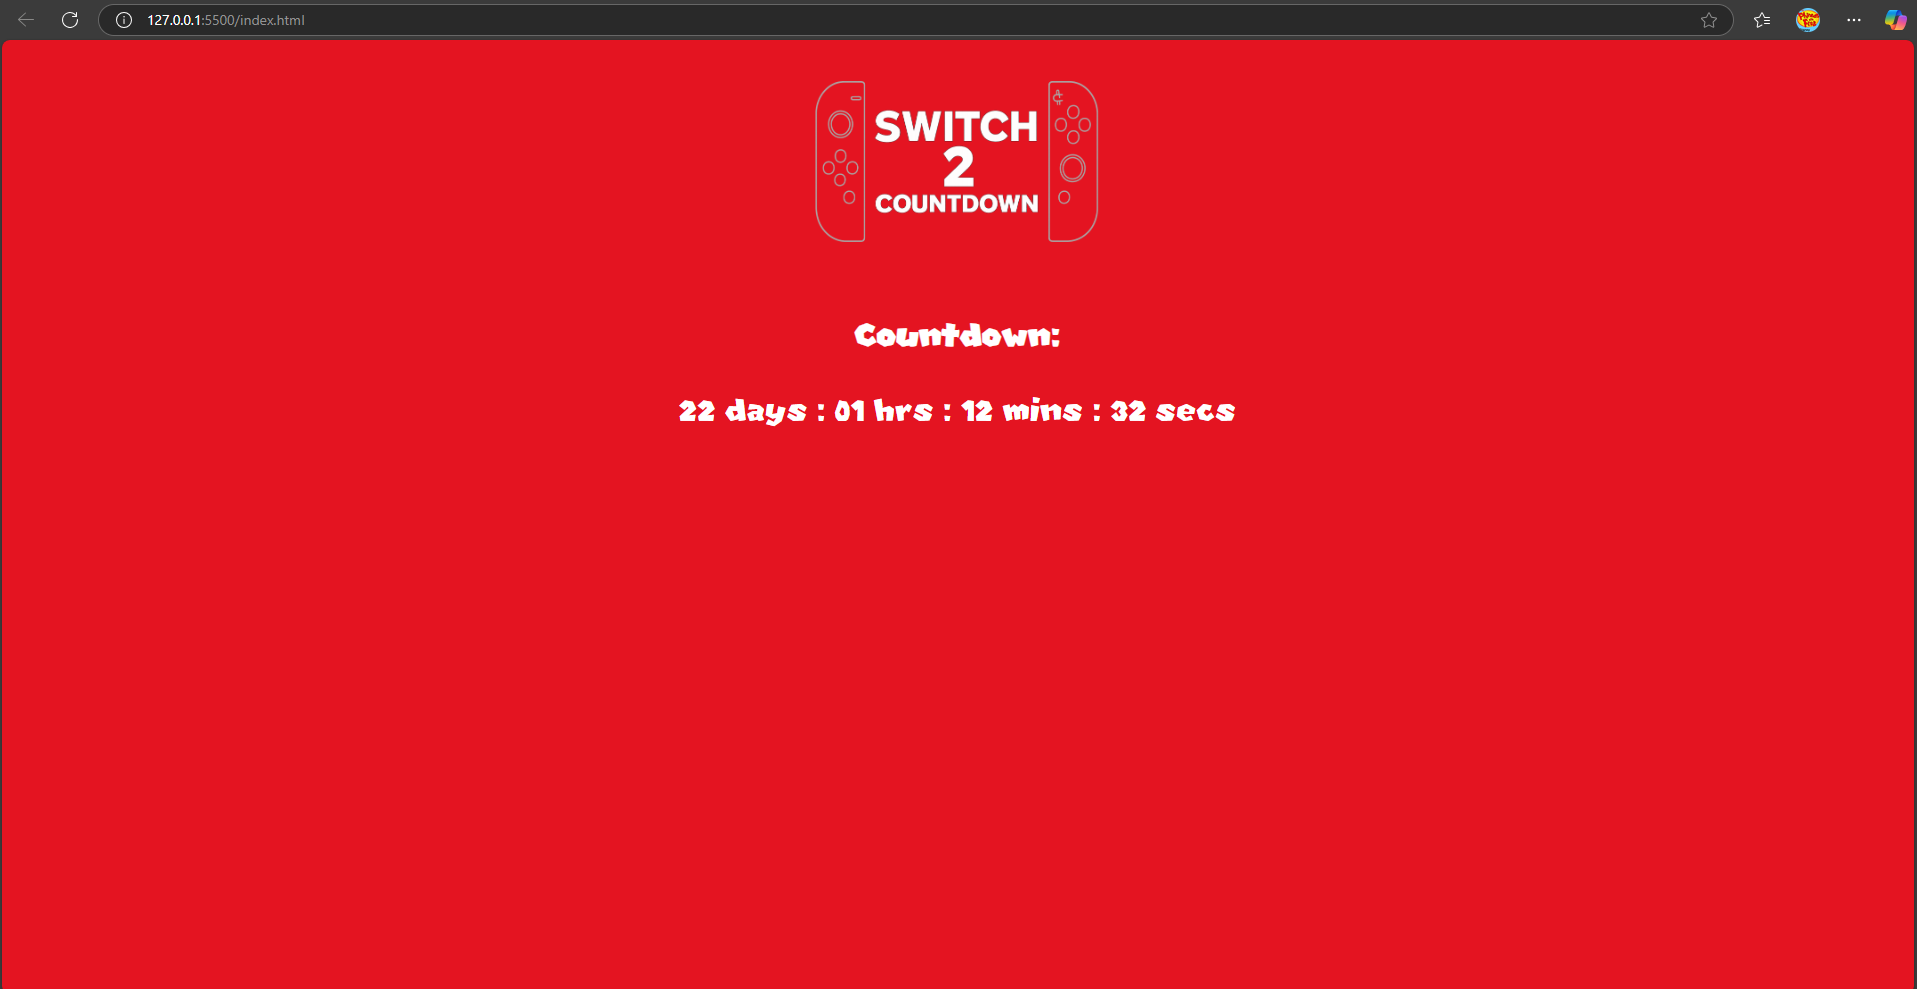 127.0.0.1:5500/index.html
SWITCH
2
COUNTDOWN
Countdown:
22 days : 01 hrs : 12 mins : 32 secs